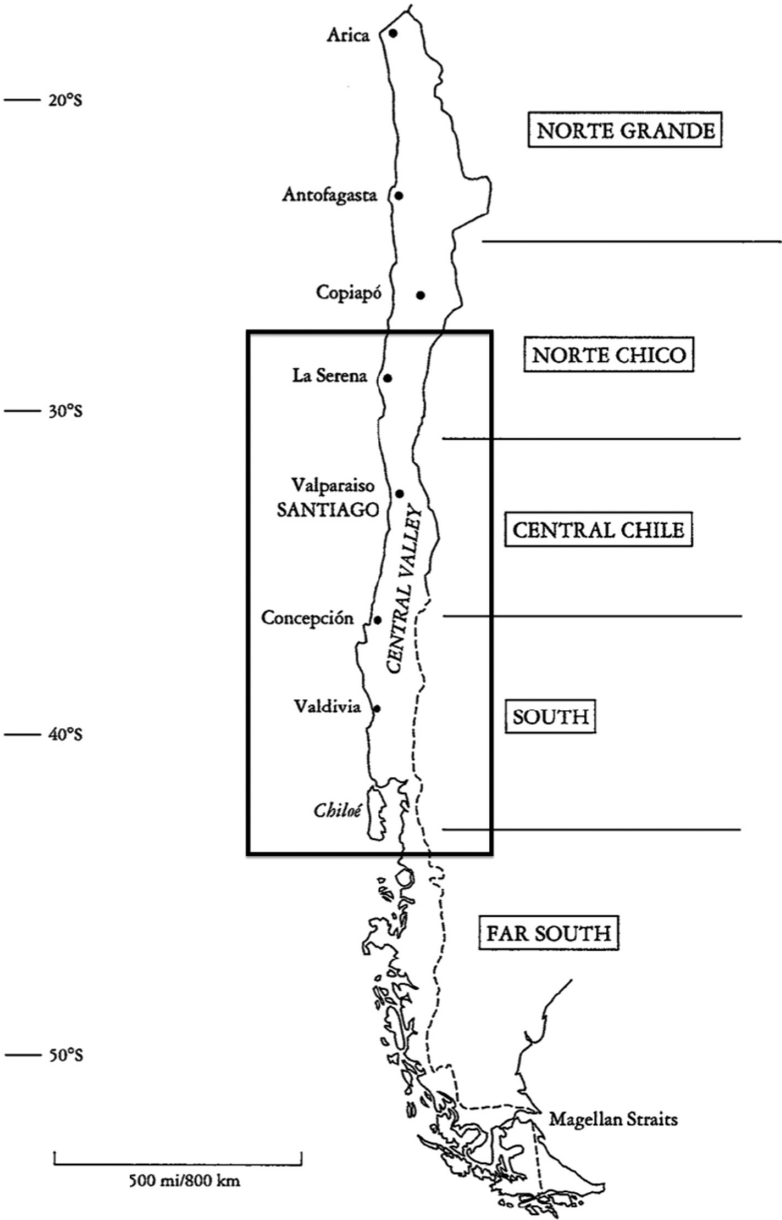 Arica
20°S
NORTE GRANDE
Antofagasta
Copiapó
NORTE CHICO
La Serena
30°S
Valparaiso
SANTIAGO
CENTRAL VALLEY
CENTRAL CHILE
Concepción
Valdivia
SOUTH
40°S
Chiloé
FAR SOUTH
50°S
Magellan Straits
500 mi/800 km